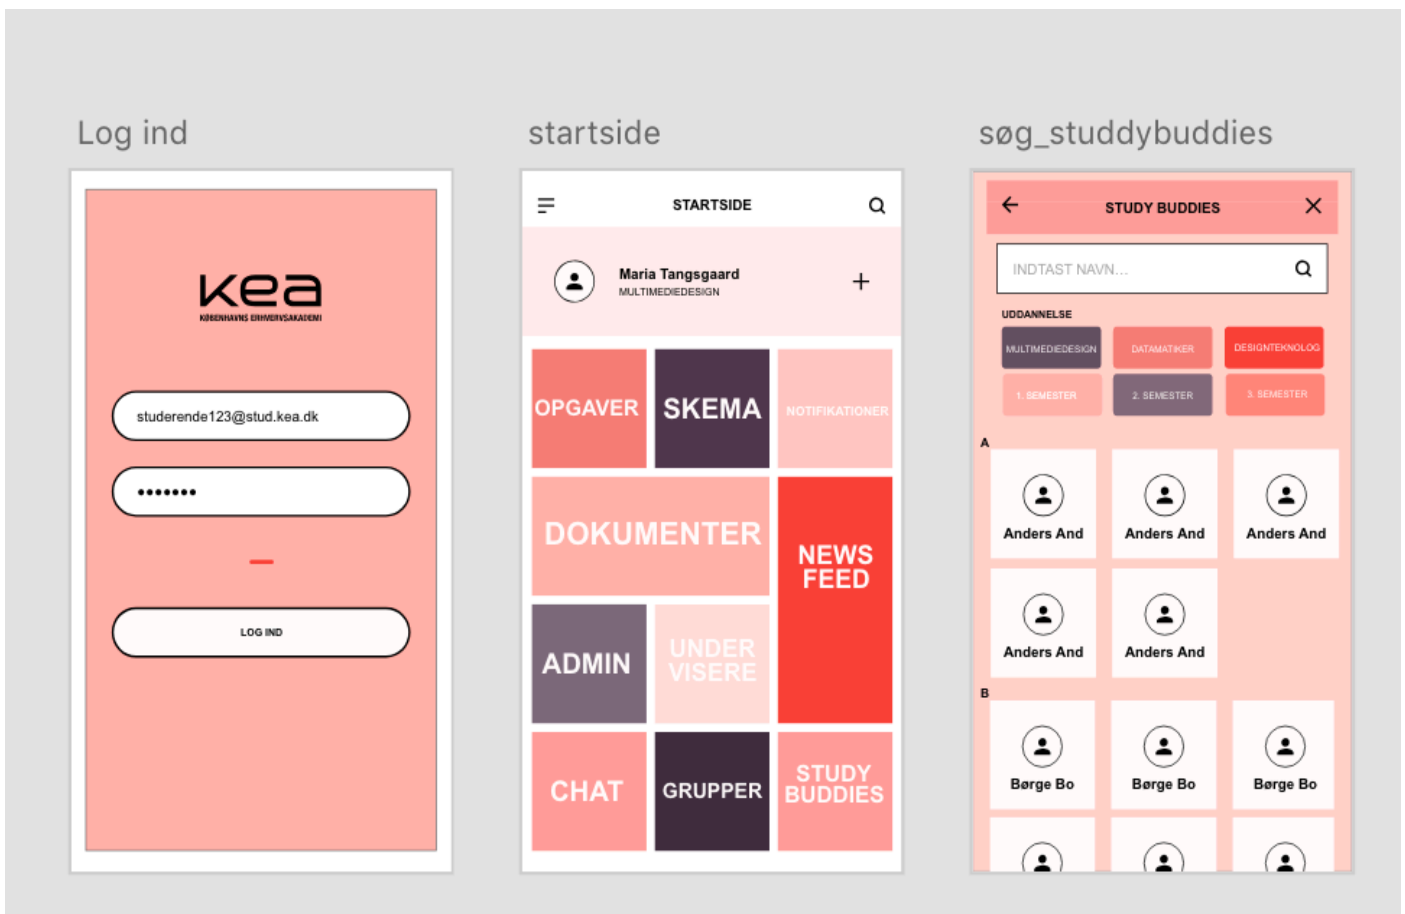 Log ind
kea
KØBENHAVNS ERHVERVSAKADEMI
studerende123@stud.kea.dk
•••••••
LOG IND
startside
STARTSIDE
Maria Tangsgaard
MULTIMEDIEDESIGN
OPGAVER
SKEMA
NOTIFIKATIONER
DOKUMENTER
NEWS
FEED
ADMIN
UNDER
VISERE
CHAT
GRUPPER
STUDY
BUDDIES
søg_studdybuddies
STUDY BUDDIES
INDTAST NAVN...
UDDANNELSE
MULTIMEDIEDESIGN
DATAMATIKER
DESIGNTEKNOLOG
1. SEMESTER
2. SEMESTER
3. SEMESTER
A
Anders And
Anders And
Anders And
Anders And
Anders And
B
Børge Bo
Børge Bo
Børge Bo